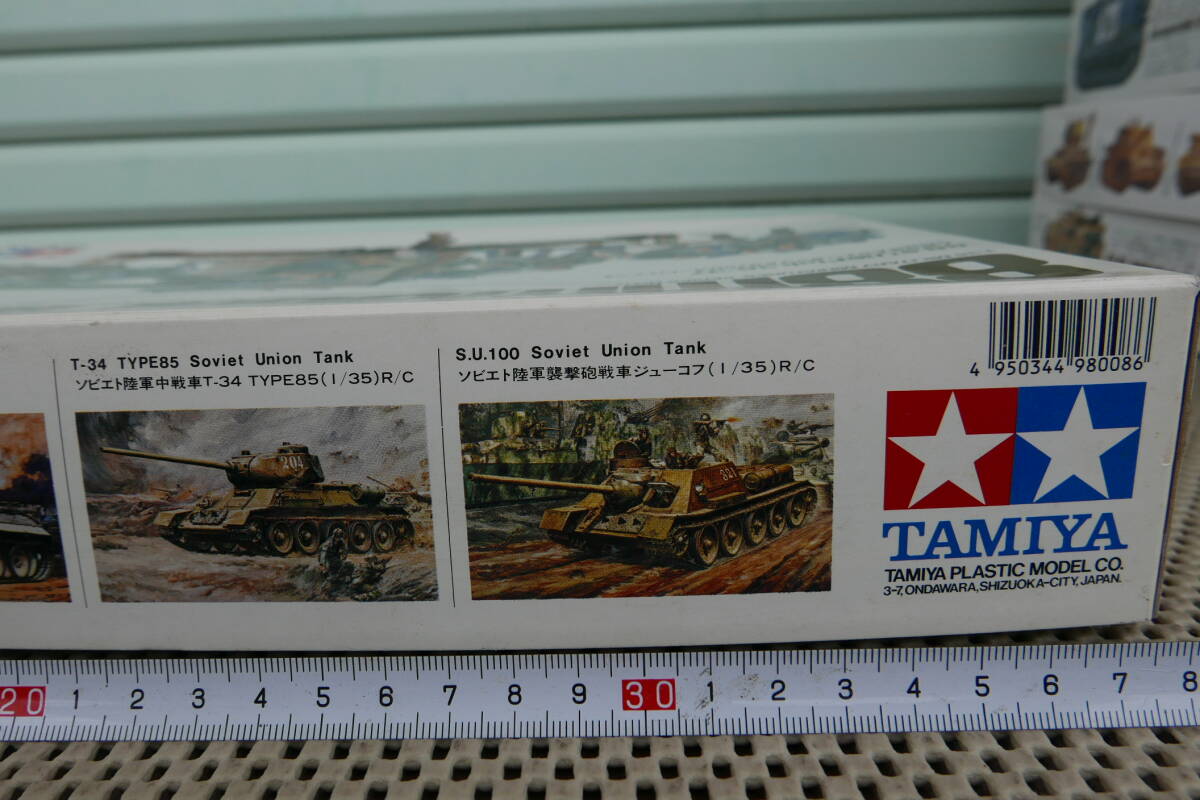 T-34 TYPE85 Soviet Union Tank
ソビエト陸軍中戦車T-34 TYPE85(1/35)R/C
204
S.U.100 Soviet Union Tank
ソビエト陸軍襲撃砲戦車ジューコフ(1/35)R/C
821
4 950344 980086
TAMIYA
TAMIYA PLASTIC MODEL CO.
3-7, ONDAWARA, SHIZUOKA-CITY, JAPAN.
20 1 2 3 4 5 6 7 8 9 30 1 2 3 4 5 6 7 8